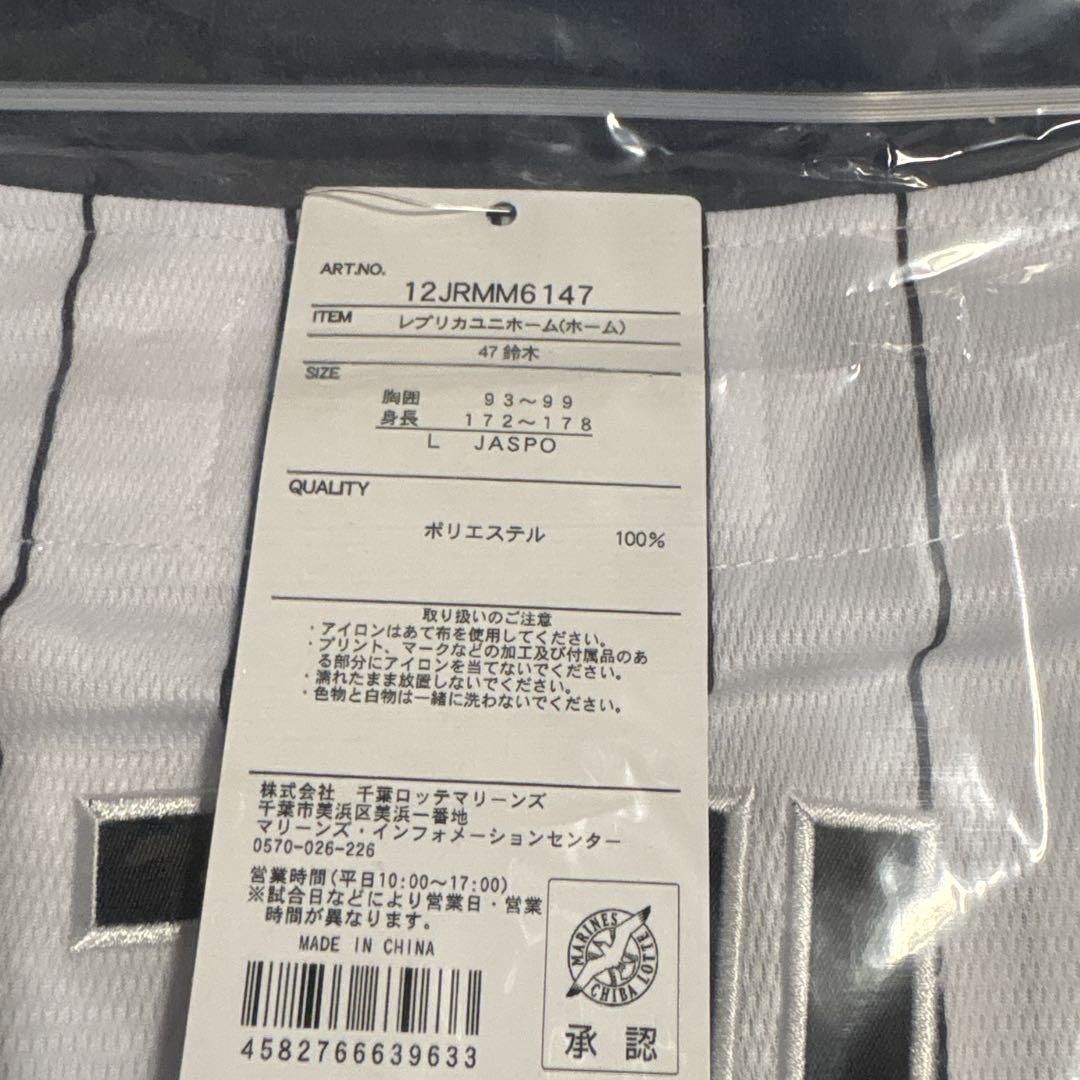 ART.NO.
12JRMM6147
ITEM レプリカユニホーム(ホーム)
47 鈴木
SIZE
胸囲 93～99
身長 172～178
L JASPO
QUALITY
ポリエステル 100%
取り扱いのご注意
・アイロンはあて布を使用してください。
・プリント、マークなどの加工及び付属品のあ
る部分にアイロンを当てないでください。
・濡れたまま放置しないでください。
・色物と白物は一緒に洗わないでください。
株式会社 千葉ロッテマリーンズ
千葉市美浜区美浜一番地
マリーンズ・インフォメーションセンター
0570-026-226
営業時間(平日10:00～17:00)
※試合日などにより営業日・営業
時間が異なります。
MADE IN CHINA
4582766639633
MARINES
CHIBA LOTTE
承認